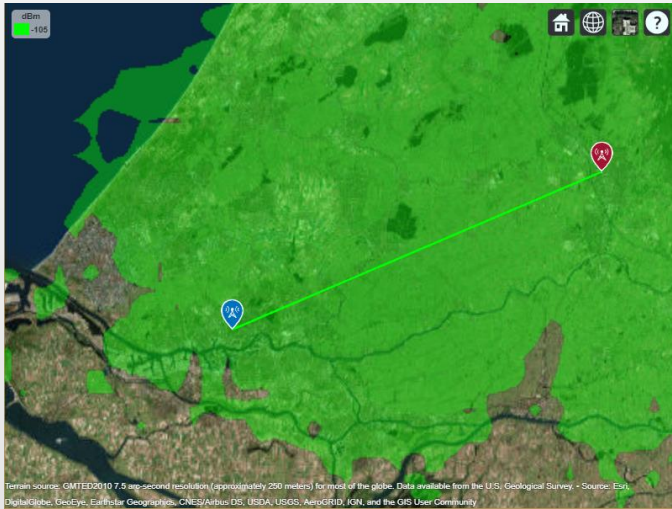 dBm
-105
?
Terrain source: GMTED2010 7.5 arc-second resolution (approximately 250 meters) for most of the globe. Data available from the U.S. Geological Survey. - Source: Esri,
DigitalGlobe, GeoEye, Earthstar Geographics, CNES/Airbus DS, USDA, USGS, AeroGRID, IGN, and the GIS User Community